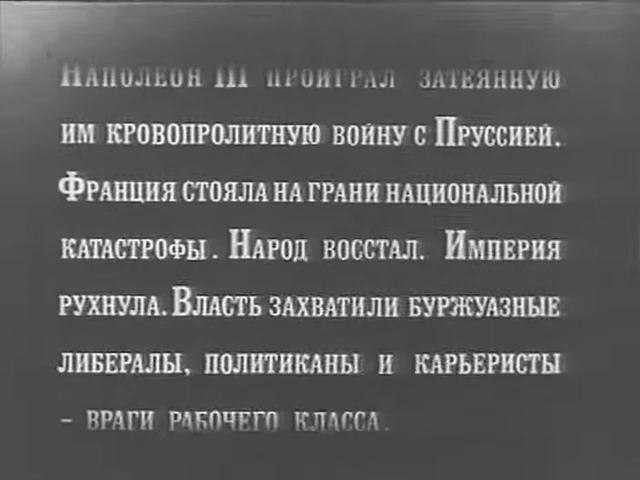 Наполеон III проиграл затеянную
им кровопролитную войну с Пруссией.
Франция стояла на грани национальной
катастрофы. Народ восстал. Империя
рухнула. Власть захватили буржуазные
либералы, политиканы и карьеристы
– враги рабочего класса.